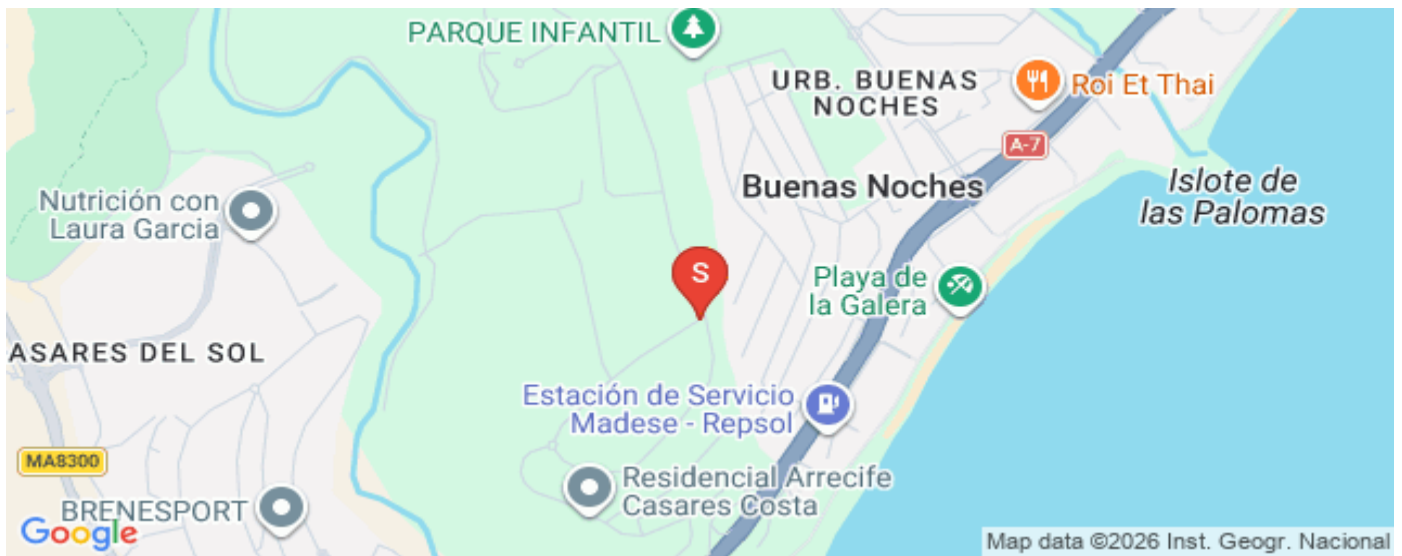 PARQUE INFANTIL
URB. BUENAS
NOCHES
Roi Et Thai
A-7
Nutrición con
Laura Garcia
Buenas Noches
Islote de
las Palomas
S
Playa de
la Galera
ASARES DEL SOL
Estación de Servicio
Madese - Repsol
MA8300
Residencial Arrecife
Casares Costa
BRENESPORT
Google
Map data ©2026 Inst. Geogr. Nacional